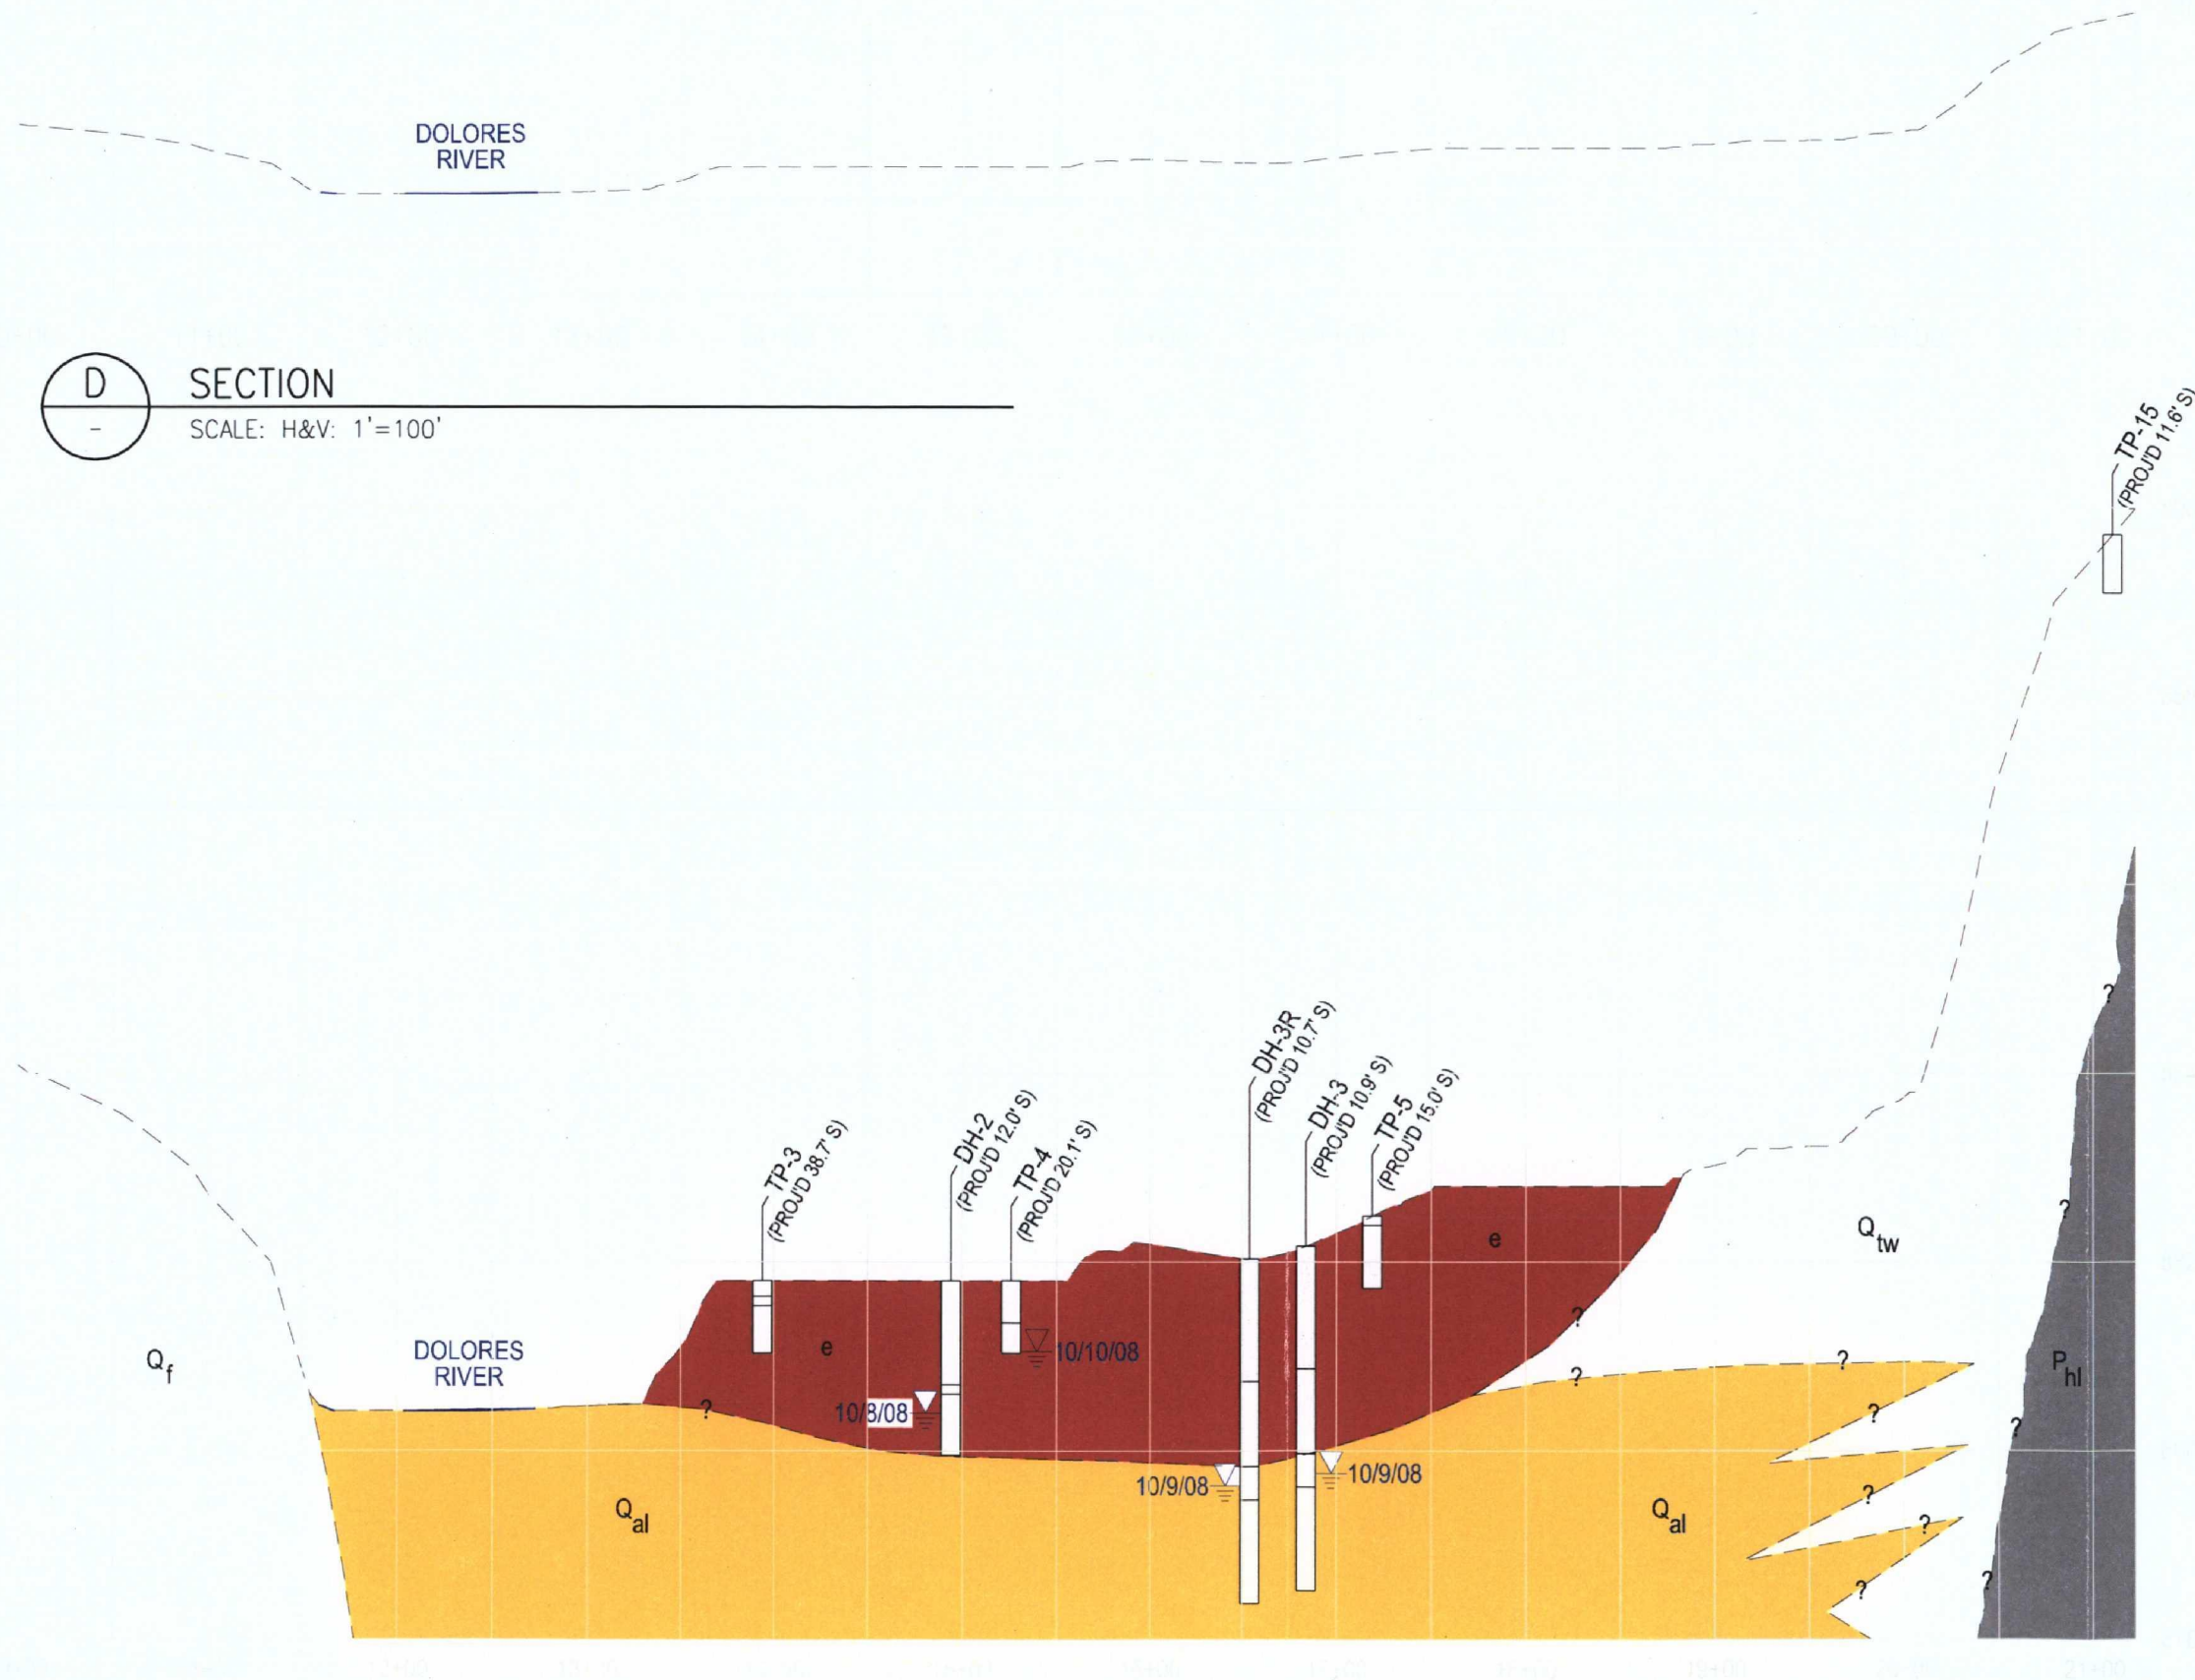 DOLORES
RIVER
D
SECTION
-
SCALE: H&V: 1'=100'
TP-15
(PROJ'D 11.6' S)
DH-3R
(PROJ'D 10.7' S)
DH-3
(PROJ'D 10.9' S)
TP-5
(PROJ'D 15.0' S)
DH-2
(PROJ'D 12.0' S)
TP-4
(PROJ'D 20.1' S)
TP-3
(PROJ'D 38.7' S)
?
?
Qtw
e
?
DOLORES
RIVER
Qf
e
10/10/08
?
?
Phl
?
10/8/08
?
?
10/9/08
10/9/08
?
Qal
Qal
?
?
?